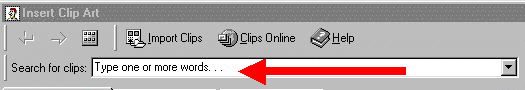 Insert Clip Art
Import Clips Clips Online Help
Search for clips: Type one or more words. . .